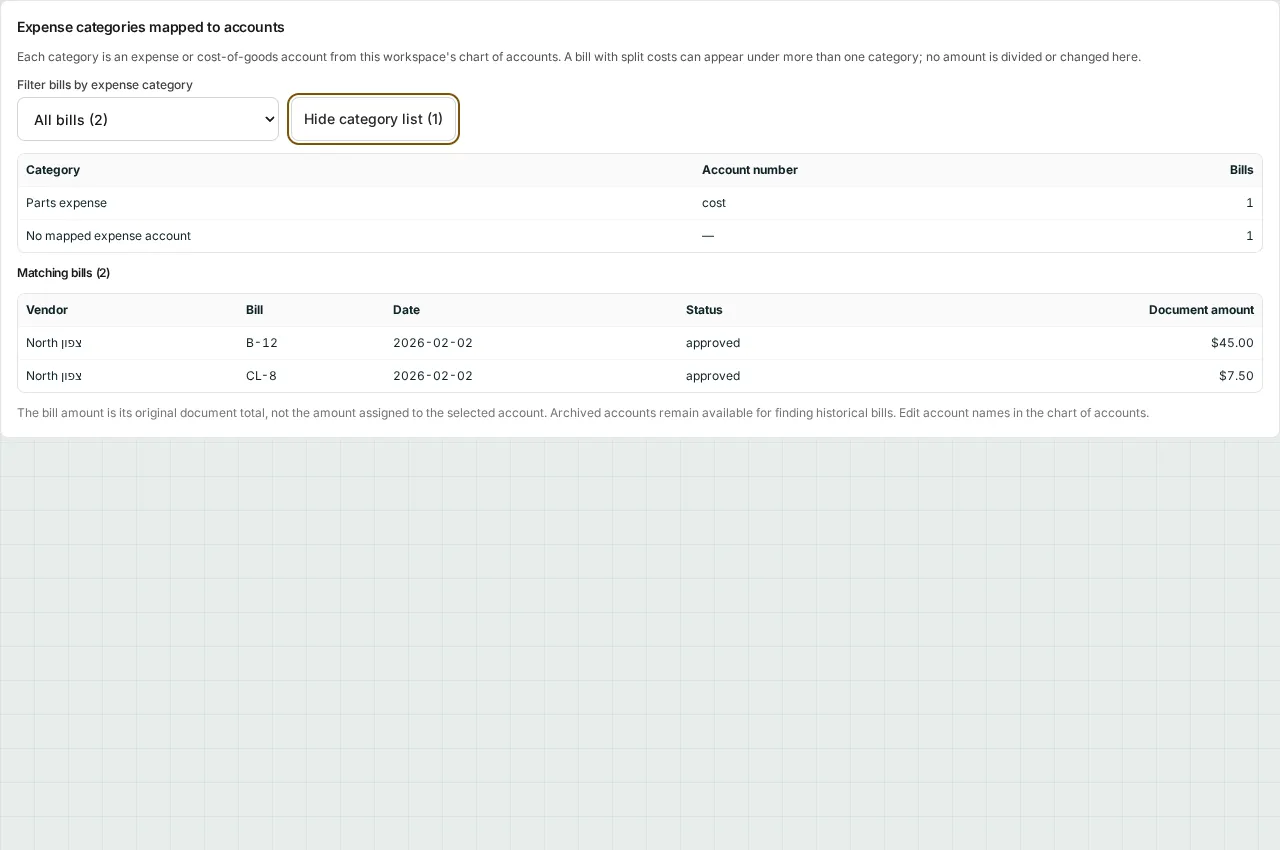 Expense categories mapped to accounts
Each category is an expense or cost-of-goods account from this workspace's chart of accounts. A bill with split costs can appear under more than one category; no amount is divided or changed here.
Filter bills by expense category
All bills (2) Hide category list (1)
Category Account number Bills
Parts expense cost 1
No mapped expense account — 1
Matching bills (2)
Vendor Bill Date Status Document amount
North צפון B-12 2026-02-02 approved $45.00
North צפון CL-8 2026-02-02 approved $7.50
The bill amount is its original document total, not the amount assigned to the selected account. Archived accounts remain available for finding historical bills. Edit account names in the chart of accounts.